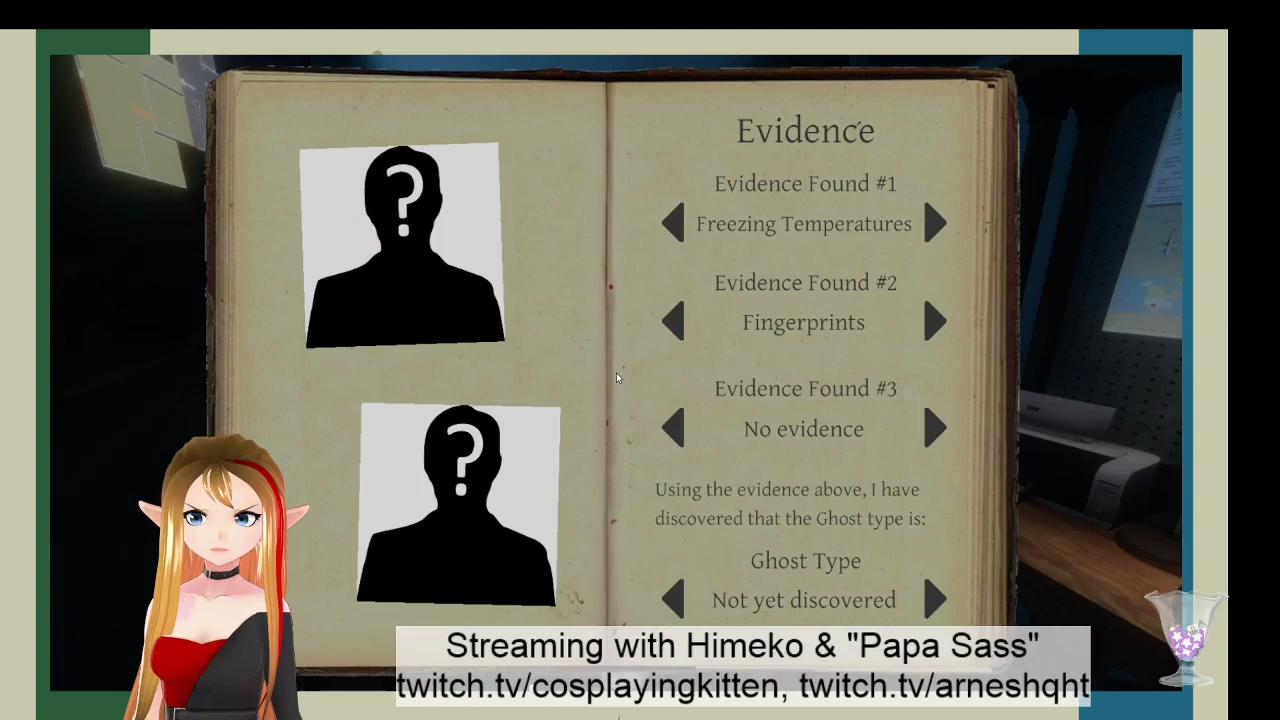 Evidence
Evidence Found #1
Freezing Temperatures
Evidence Found #2
Fingerprints
Evidence Found #3
No evidence
Using the evidence above, I have
discovered that the Ghost type is:
Ghost Type
Not yet discovered
Streaming with Himeko & "Papa Sass"
twitch.tv/cosplayingkitten, twitch.tv/arneshqht